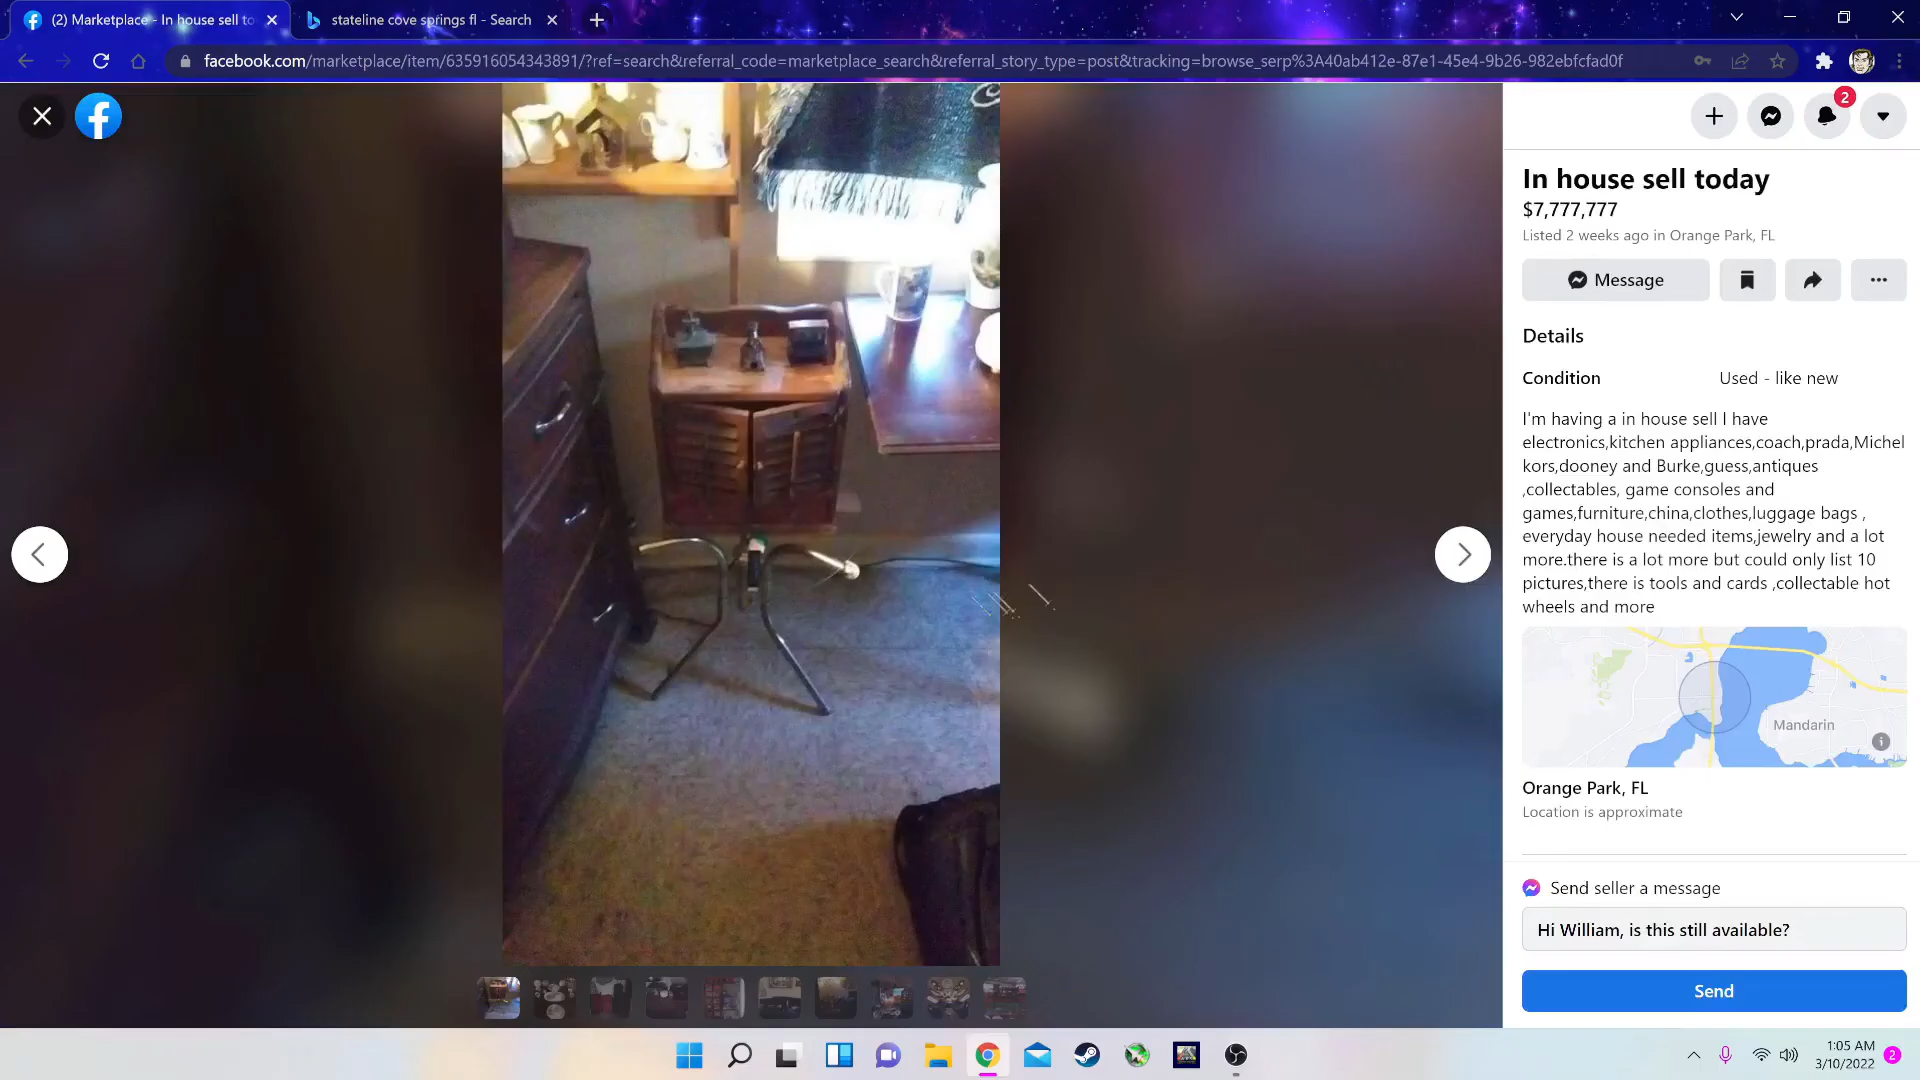 (2) Marketplace - In house sell to
stateline cove springs fl - Search
facebook.com/marketplace/item/635916054343891/?ref=search&referral_code=marketplace_search&referral_story_type=post&tracking=browse_serp%3A40ab412e-87e1-45e4-9b26-982ebfcfad0f
2
In house sell today
$7,777,777
Listed 2 weeks ago in Orange Park, FL
Message
Details
Condition Used - like new
I'm having a in house sell I have
electronics,kitchen appliances,coach,prada,Michel
kors,dooney and Burke,guess,antiques
,collectables, game consoles and
games,furniture,china,clothes,luggage bags ,
everyday house needed items,jewelry and a lot
more.there is a lot more but could only list 10
pictures,there is tools and cards ,collectable hot
wheels and more
Mandarin
Orange Park, FL
Location is approximate
Send seller a message
Hi William, is this still available?
Send
1:05 AM
3/10/2022
2